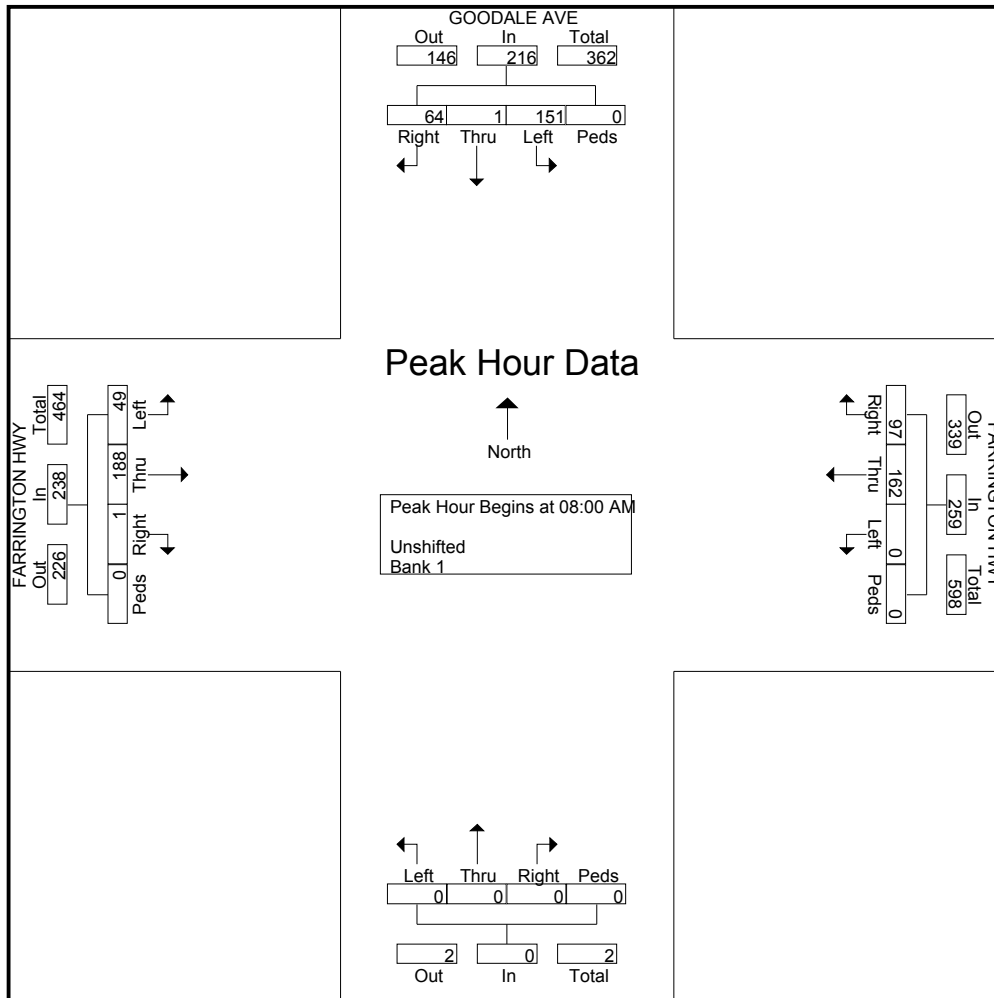 GOODALE AVE
Out In Total
146 216 362
64 1 151 0
Right Thru Left Peds
Peak Hour Data
North
Peak Hour Begins at 08:00 AM
Unshifted
Bank 1
FARRINGTON HWY
Total In Out
464 238 226
49 188 1 0
Left Thru Right Peds
FARRINGTON HWY
Out In Total
339 259 598
97 162 0 0
Right Thru Left Peds
Left Thru Right Peds
0 0 0 0
2 0 2
Out In Total